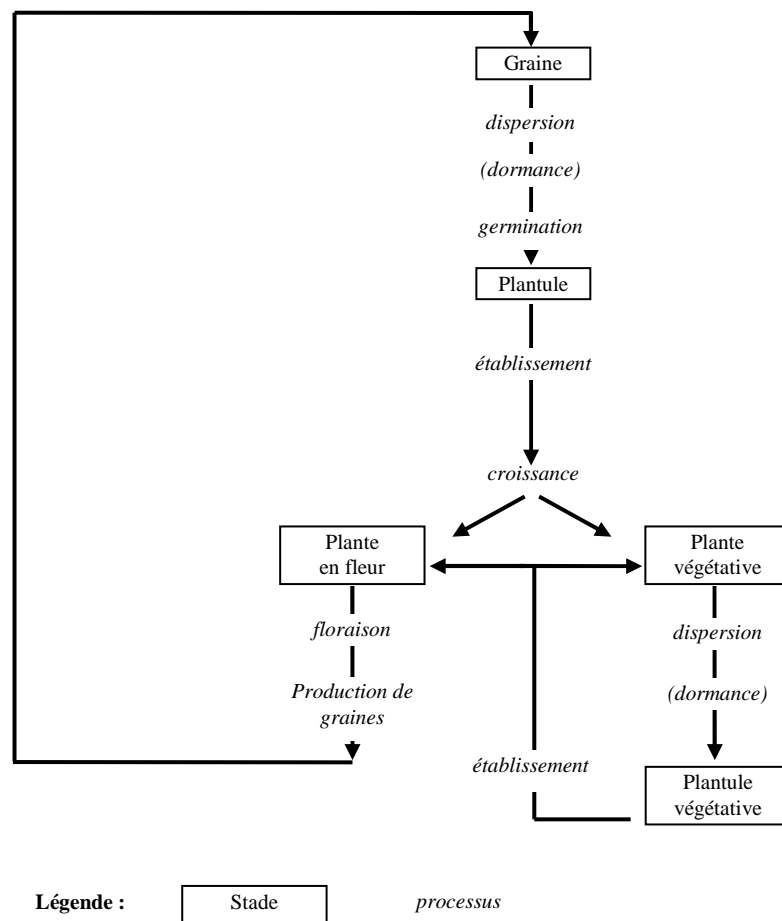 Graine
dispersion
(dormance)
germination
Plantule
établissement
croissance
Plante
en fleur
Plante
végétative
floraison
dispersion
Production de
graines
(dormance)
établissement
Plantule
végétative
Légende :
Stade
processus